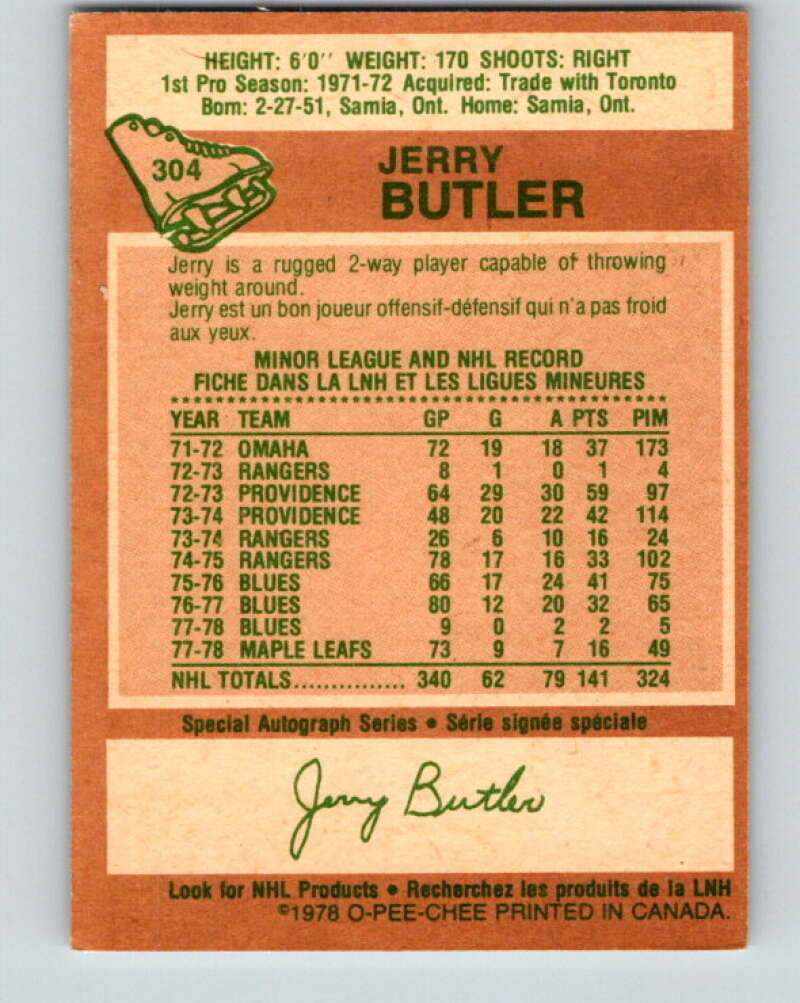 HEIGHT: 6'0'' WEIGHT: 170 SHOOTS: RIGHT
1st Pro Season: 1971-72 Acquired: Trade with Toronto
Born: 2-27-51, Sarnia, Ont. Home: Sarnia, Ont.
304
JERRY
BUTLER
Jerry is a rugged 2-way player capable of throwing
weight around.
Jerry est un bon joueur offensif-défensif qui n'a pas froid
aux yeux.
MINOR LEAGUE AND NHL RECORD
FICHE DANS LA LNH ET LES LIGUES MINEURES
YEAR TEAM GP G A PTS PIM
71-72 OMAHA 72 19 18 37 173
72-73 RANGERS 8 1 0 1 4
72-73 PROVIDENCE 64 29 30 59 97
73-74 PROVIDENCE 48 20 22 42 114
73-74 RANGERS 26 6 10 16 24
74-75 RANGERS 78 17 16 33 102
75-76 BLUES 66 17 24 41 75
76-77 BLUES 80 12 20 32 65
77-78 BLUES 9 0 2 2 5
77-78 MAPLE LEAFS 73 9 7 16 49
NHL TOTALS............... 340 62 79 141 324
Special Autograph Series • Série signée spéciale
Jerry Butler
Look for NHL Products • Recherchez les produits de la LNH
©1978 O-PEE-CHEE PRINTED IN CANADA.